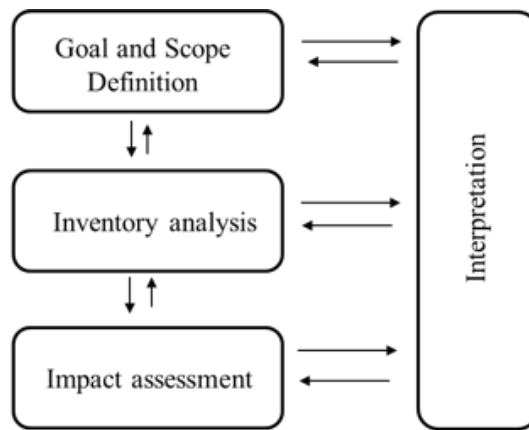 Goal and Scope
Definition
Inventory analysis
Impact assessment
Interpretation